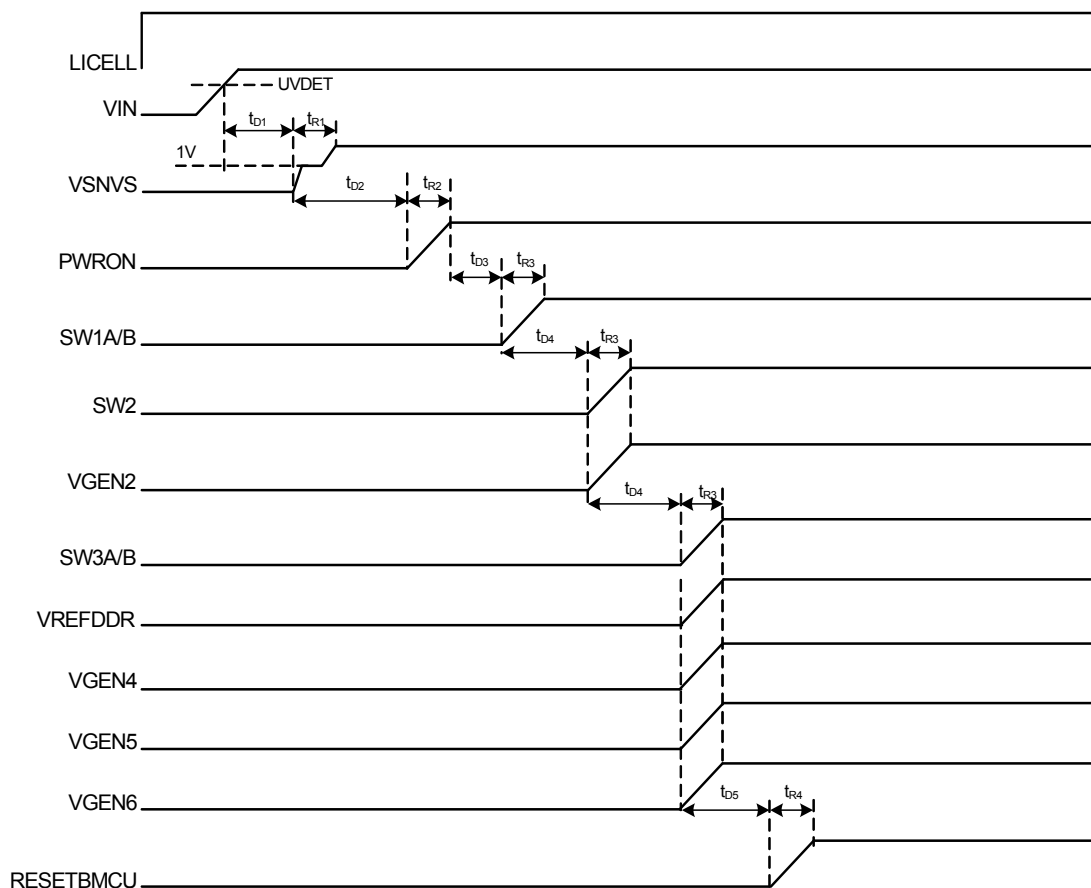 LICELL
UVDET
VIN
tD1 tR1
1V
VSNVS
tD2 tR2
PWRON
tD3 tR3
SW1A/B
tD4 tR3
SW2
VGEN2
tD4 tR3
SW3A/B
VREFDDR
VGEN4
VGEN5
VGEN6
tD5 tR4
RESETBMCU